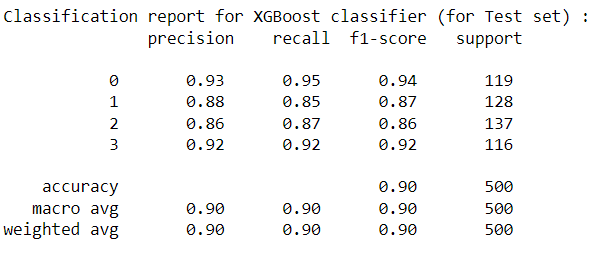 Classification report for XGBoost classifier (for Test set) :
precision recall f1-score support
0 0.93 0.95 0.94 119
1 0.88 0.85 0.87 128
2 0.86 0.87 0.86 137
3 0.92 0.92 0.92 116
accuracy 0.90 500
macro avg 0.90 0.90 0.90 500
weighted avg 0.90 0.90 0.90 500